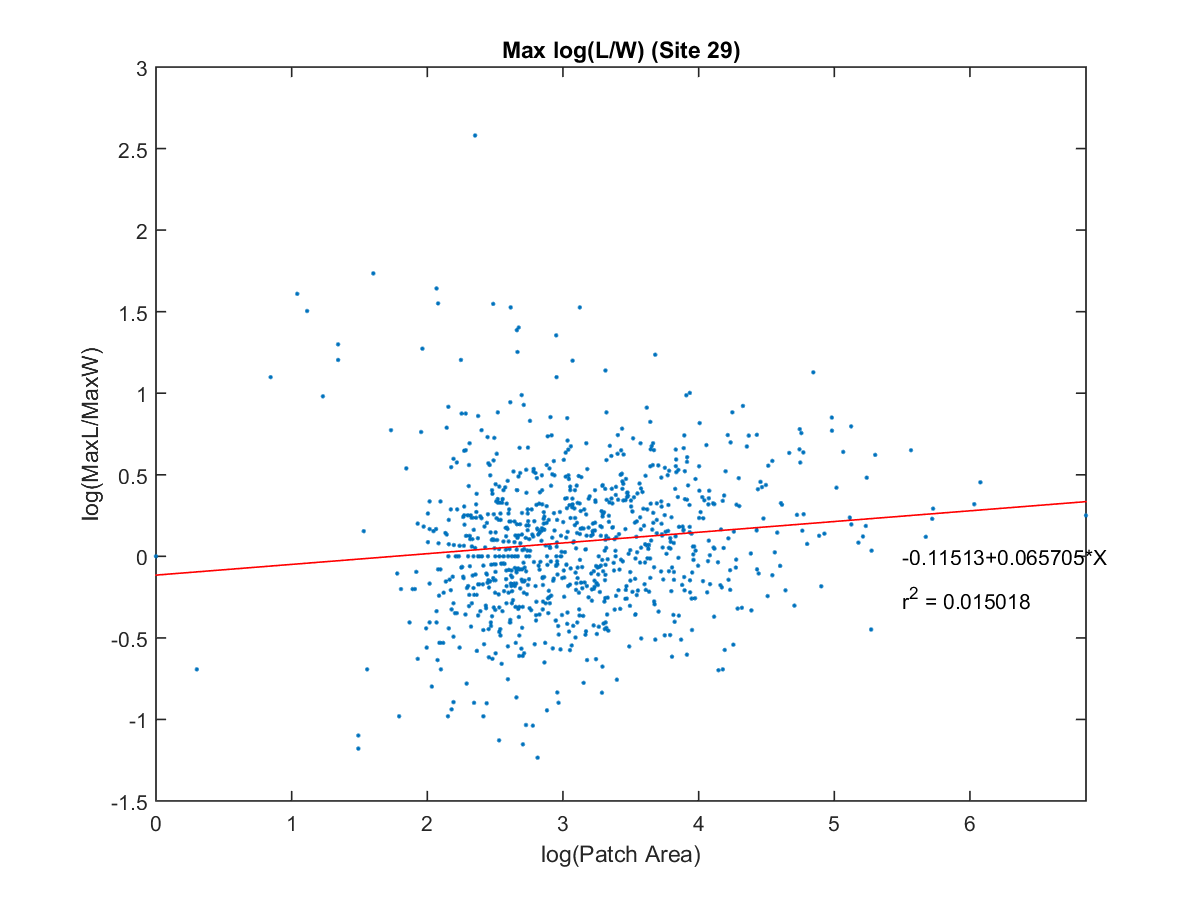 Max log(L/W) (Site 29)
3
2.5
2
1.5
1
0.5
0
-0.5
-1
-1.5
log(MaxL/MaxW)
-0.11513+0.065705*X
r² = 0.015018
0 1 2 3 4 5 6
log(Patch Area)